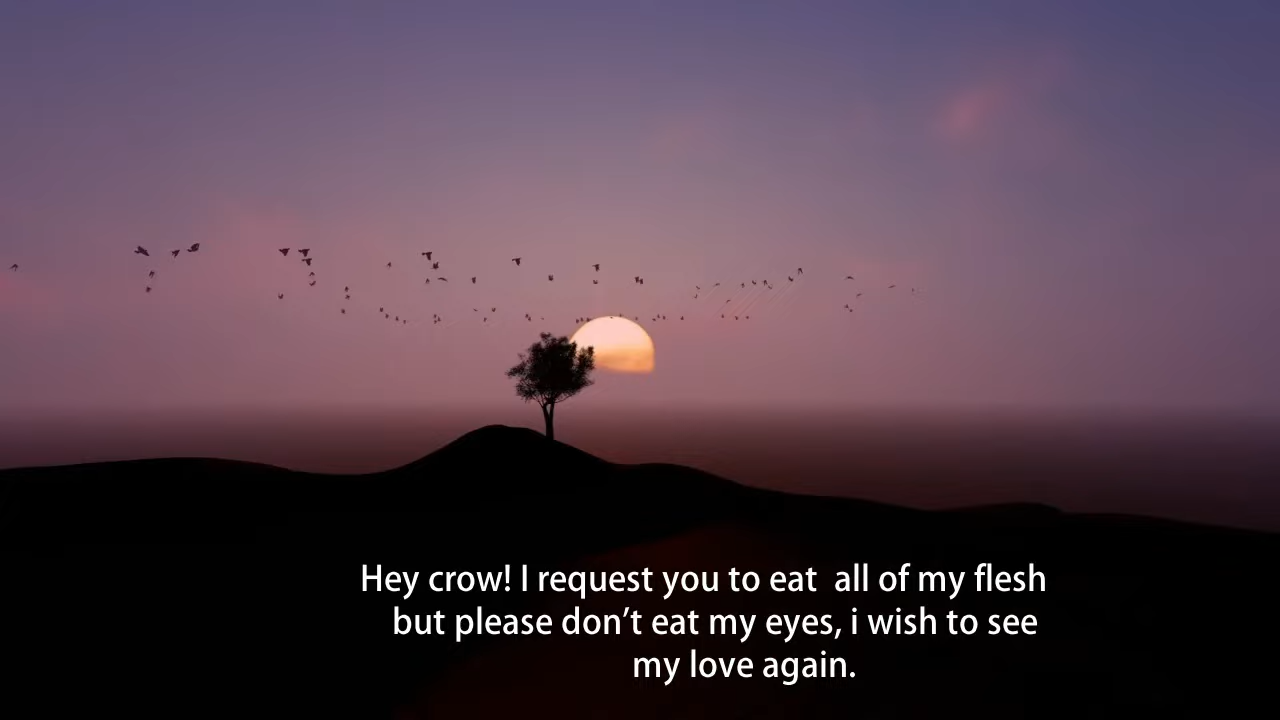 Hey crow! I request you to eat  all of my flesh
but please don’t eat my eyes, i wish to see
my love again.